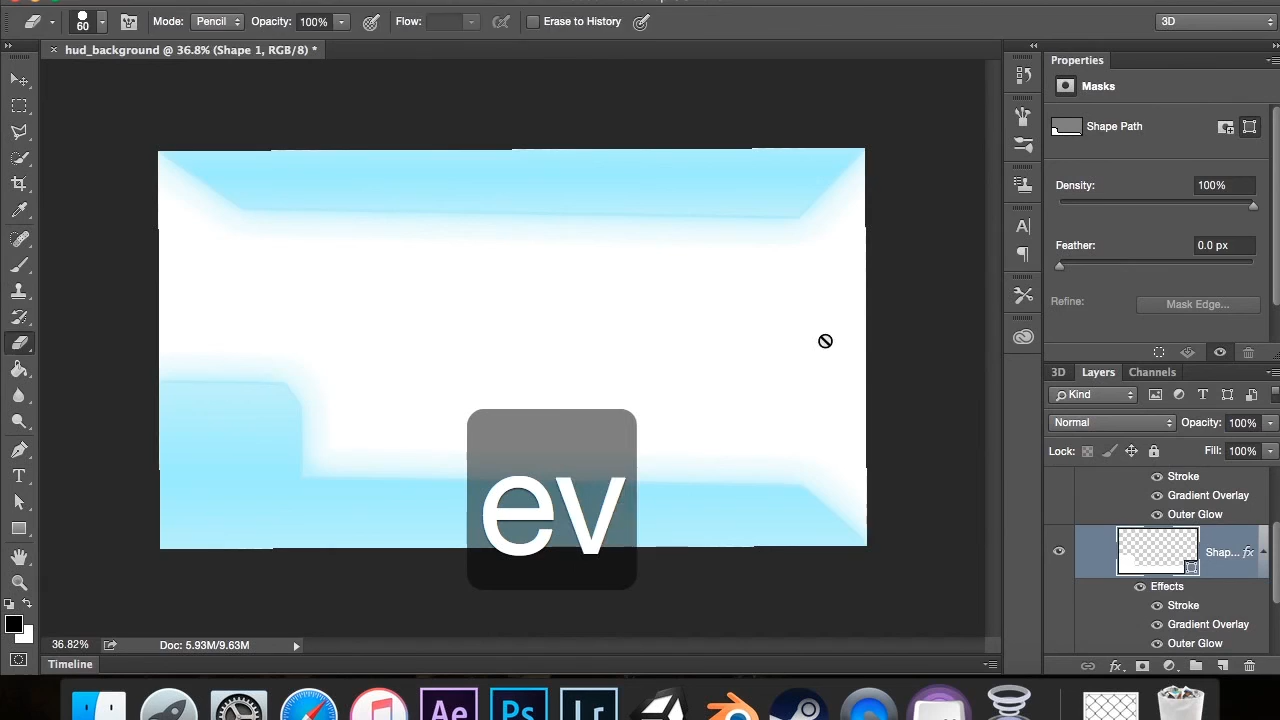 60
Mode: Pencil
Opacity: 100%
Flow:
Erase to History
3D
× hud_background @ 36.8% (Shape 1, RGB/8) *
Properties
Masks
Shape Path
Density: 100%
Feather: 0.0 px
Refine: Mask Edge...
3D Layers Channels
Kind
Normal
Opacity: 100%
Lock:
Fill: 100%
Stroke
Gradient Overlay
Outer Glow
Shap... fx
Effects
Stroke
Gradient Overlay
Outer Glow
ev
36.82%
Doc: 5.93M/9.63M
Timeline
fx
Ae
Ps
Lr